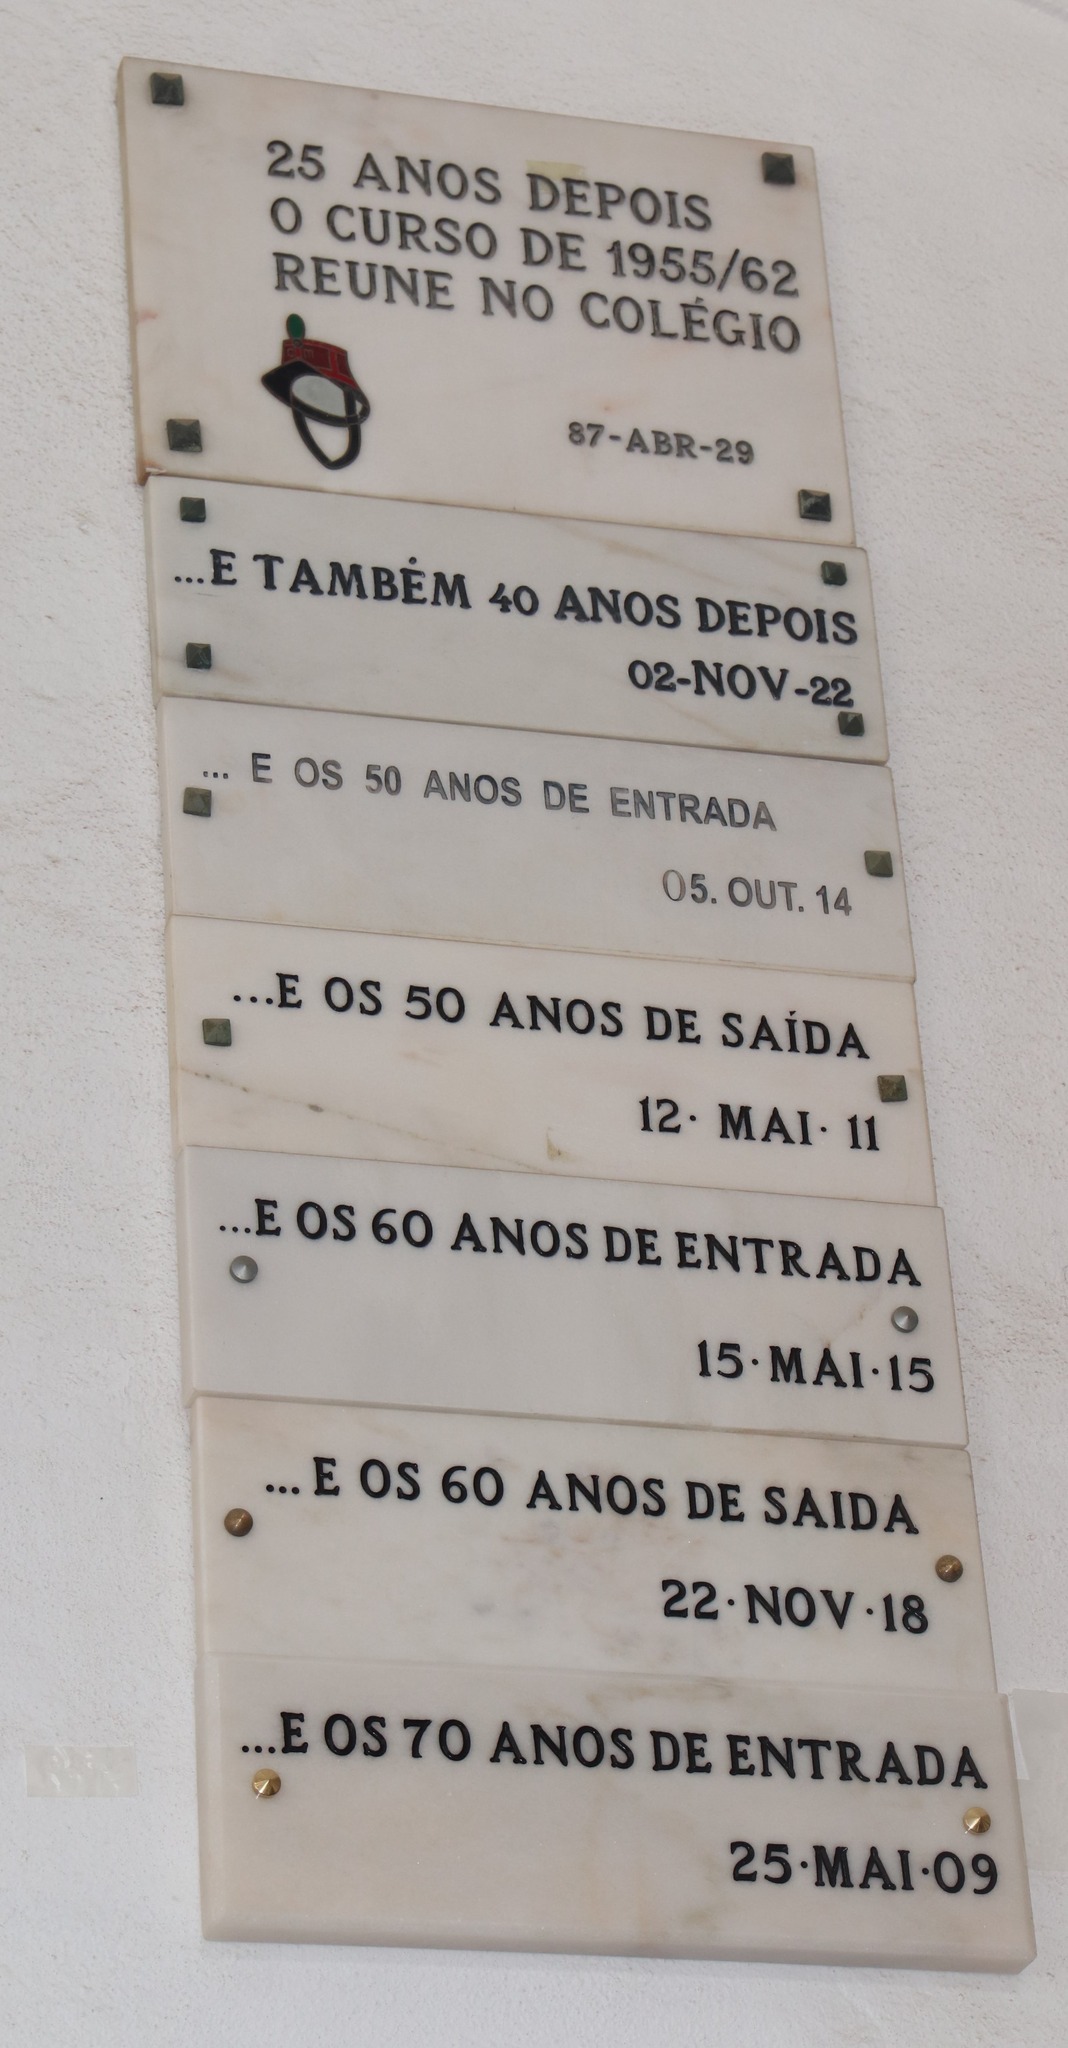 25 ANOS DEPOIS
O CURSO DE 1955/62
REUNE NO COLÉGIO
87-ABR-29
...E TAMBÉM 40 ANOS DEPOIS
02-NOV-22
... E OS 50 ANOS DE ENTRADA
05. OUT. 14
...E OS 50 ANOS DE SAÍDA
12· MAI· 11
...E OS 60 ANOS DE ENTRADA
15·MAI·15
... E OS 60 ANOS DE SAIDA
22·NOV·18
...E OS 70 ANOS DE ENTRADA
25·MAI·09